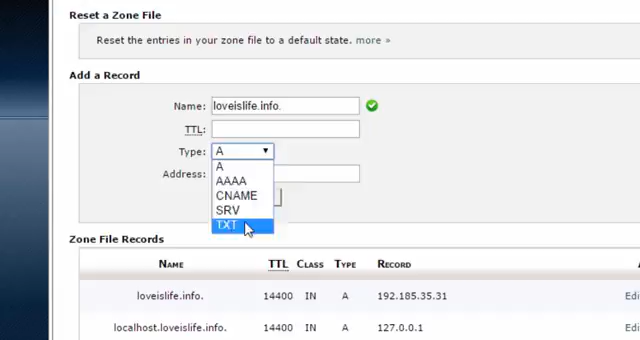 Reset a Zone File
Reset the entries in your zone file to a default state. more »
Add a Record
Name: loveislife.info.
TTL:
Type: A
Address:
A
AAAA
CNAME
SRV
TXT
Zone File Records
NAME TTL CLASS TYPE RECORD
loveislife.info. 14400 IN A 192.185.35.31 Edi
localhost.loveislife.info. 14400 IN A 127.0.0.1 Edi